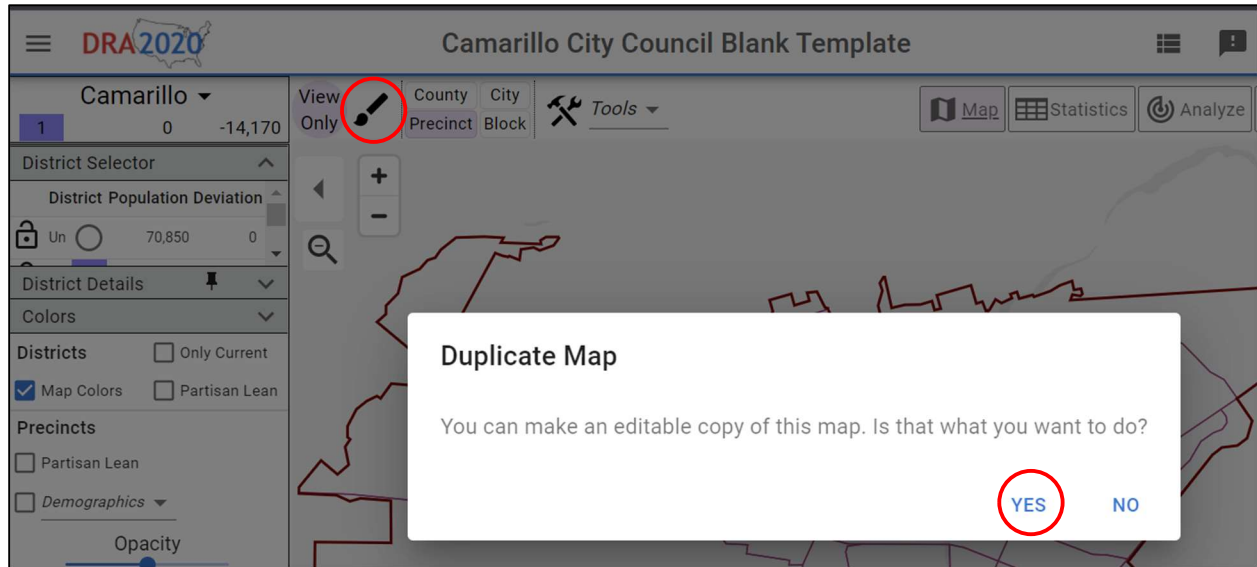 DRA2020
Camarillo City Council Blank Template
Camarillo
1 0 -14,170
View Only
County City
Precinct Block
Tools
Map
Statistics
Analyze
District Selector
District Population Deviation
Un 70,850 0
District Details
Colors
Districts Only Current
Map Colors Partisan Lean
Precincts
Partisan Lean
Demographics
Opacity
Duplicate Map
You can make an editable copy of this map. Is that what you want to do?
YES NO